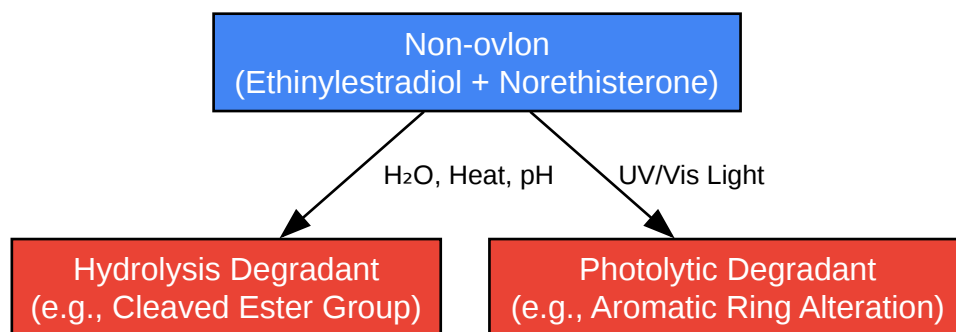 Non-ovlon
(Ethinylestradiol + Norethisterone)
H₂O, Heat, pH
UV/Vis Light
Hydrolysis Degradant
(e.g., Cleaved Ester Group)
Photolytic Degradant
(e.g., Aromatic Ring Alteration)